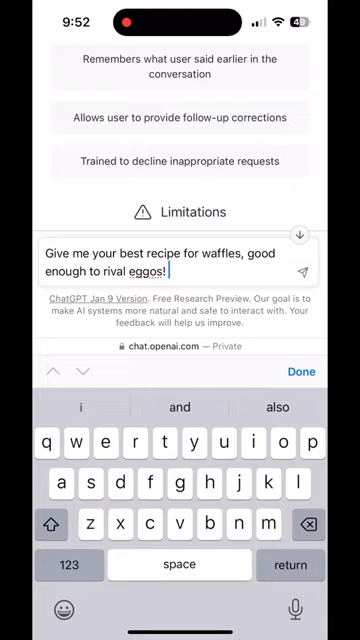 9:52
49
Remembers what user said earlier in the
conversation
Allows user to provide follow-up corrections
Trained to decline inappropriate requests
Limitations
Give me your best recipe for waffles, good
enough to rival eggos!
ChatGPT Jan 9 Version. Free Research Preview. Our goal is to
make AI systems more natural and safe to interact with. Your
feedback will help us improve.
chat.openai.com — Private
Done
i and also
q w e r t y u i o p
a s d f g h j k l
z x c v b n m
123 space return